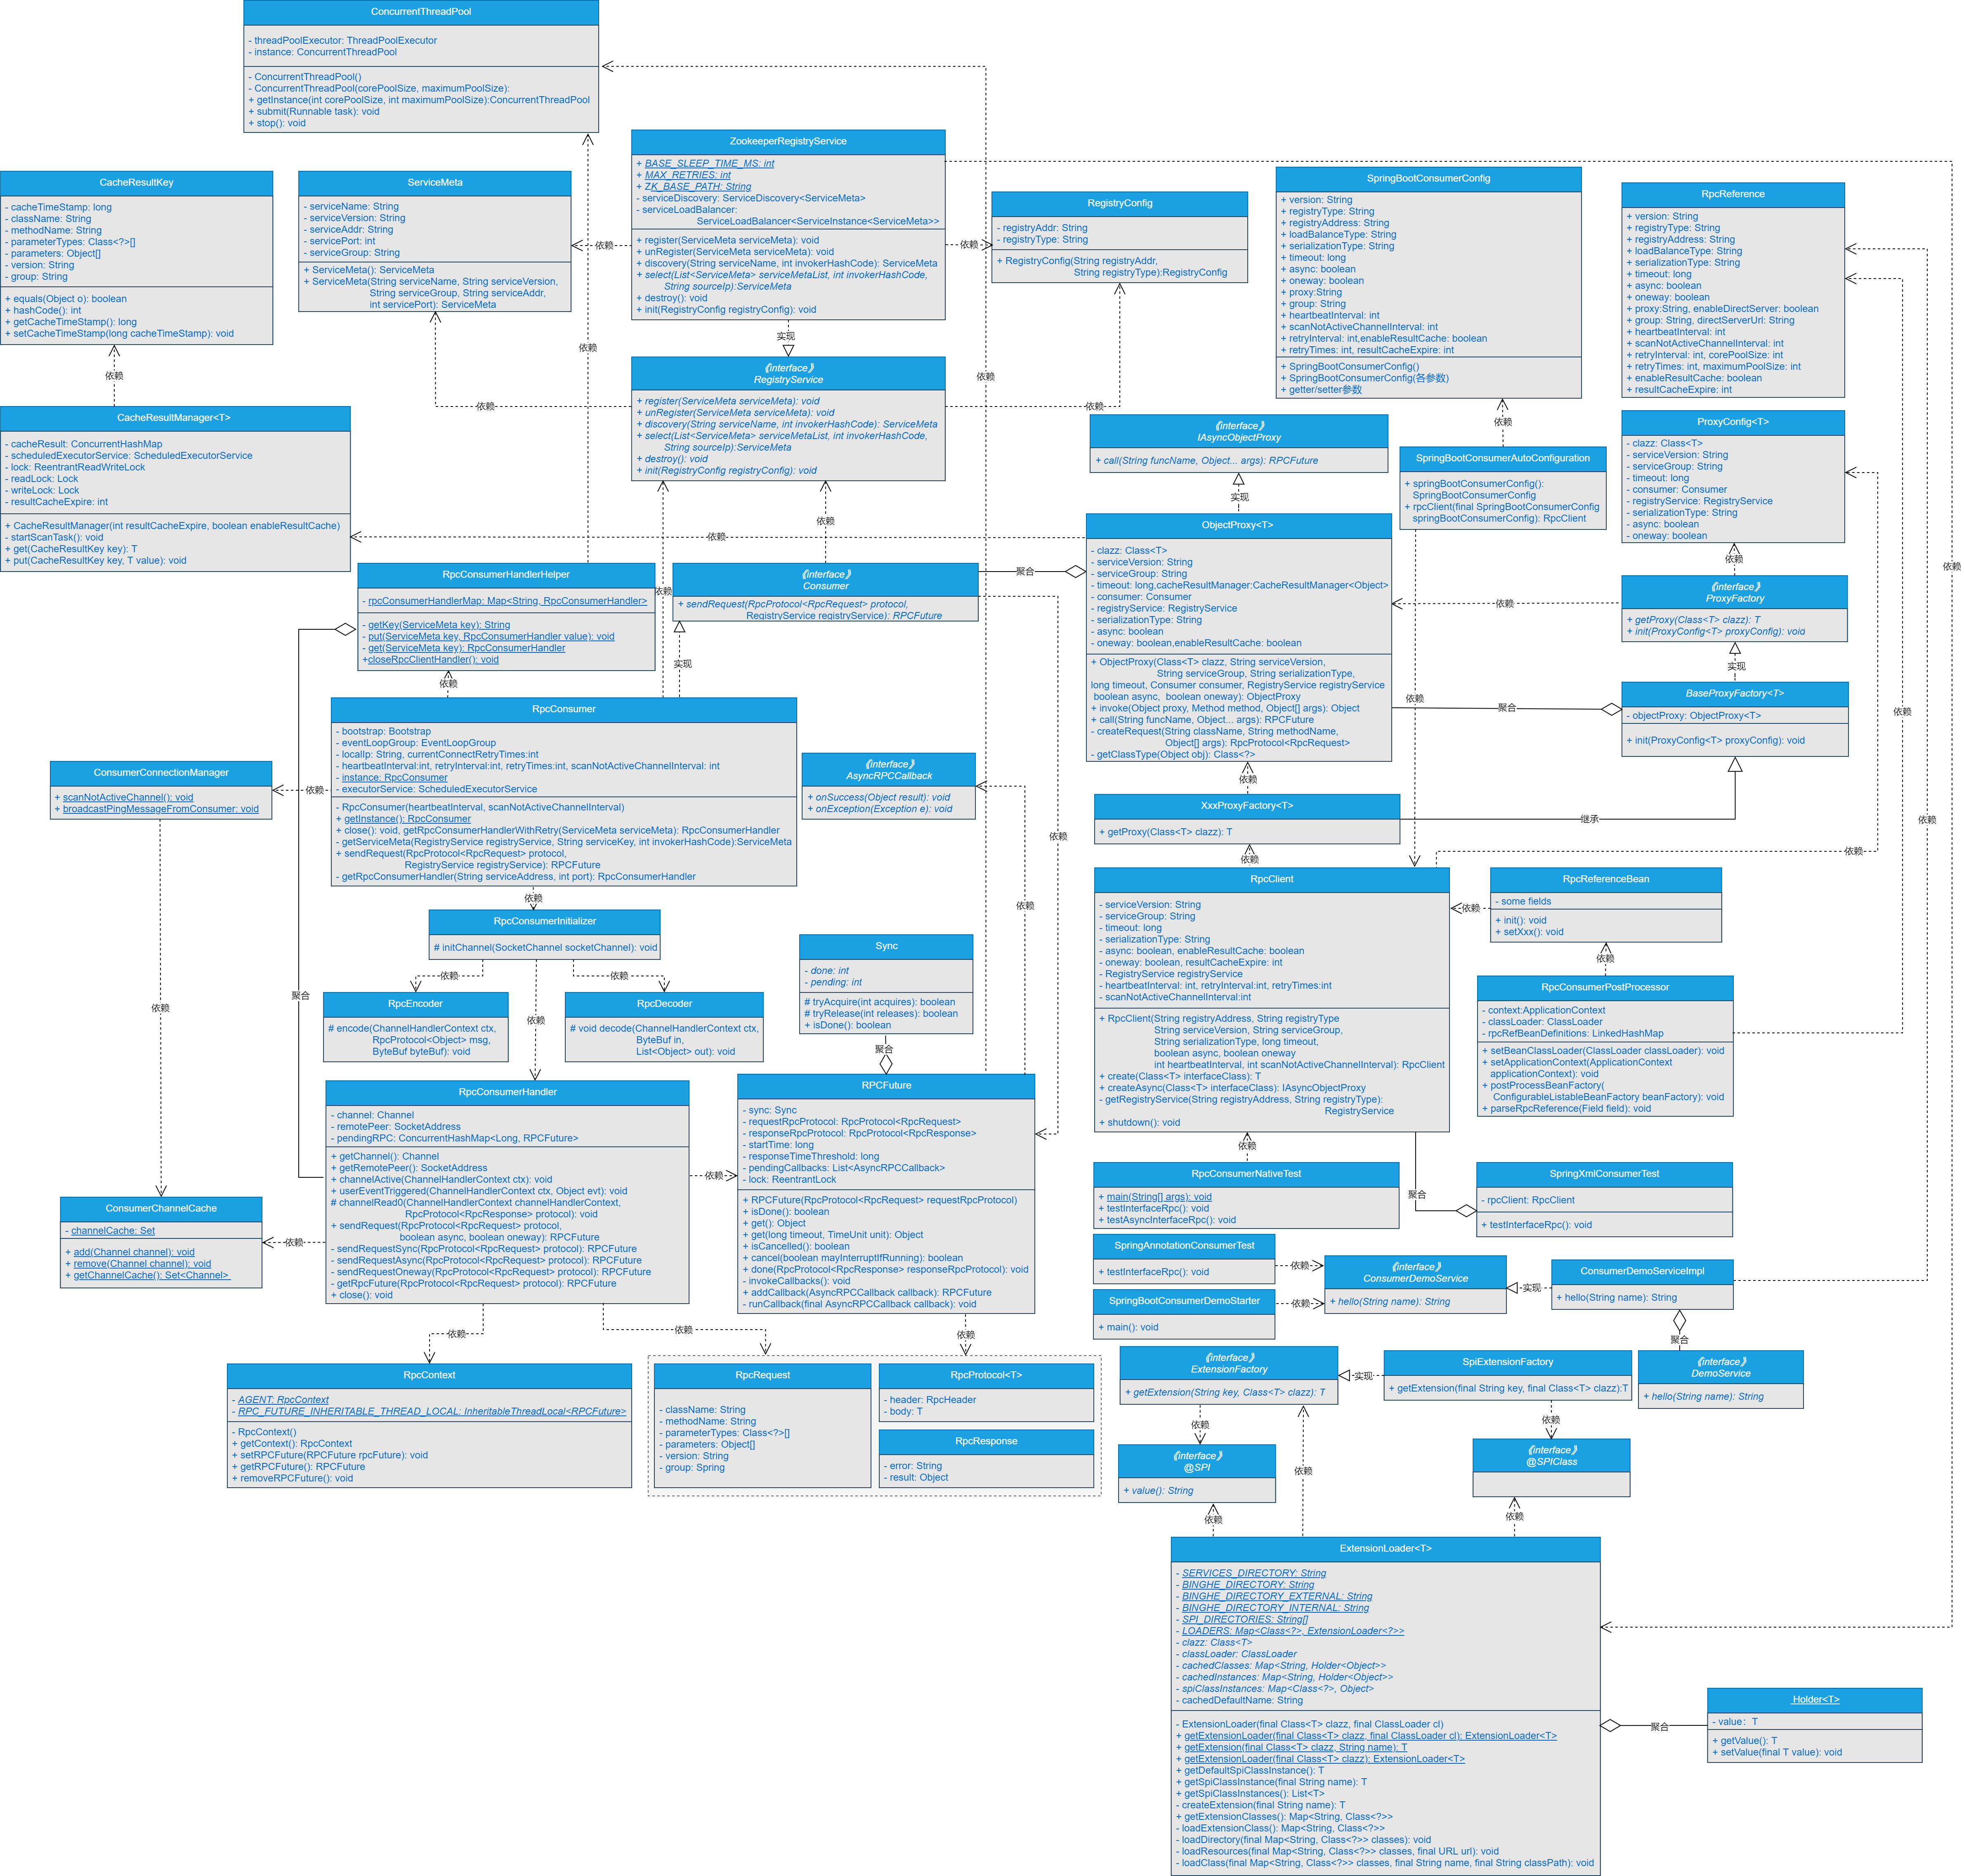 ConcurrentThreadPool
- threadPoolExecutor: ThreadPoolExecutor
- instance: ConcurrentThreadPool
- ConcurrentThreadPool()
- ConcurrentThreadPool(corePoolSize, maximumPoolSize):
+ getInstance(int corePoolSize, int maximumPoolSize):ConcurrentThreadPool
+ submit(Runnable task): void
+ stop(): void
CacheResultKey
- cacheTimeStamp: long
- className: String
- methodName: String
- parameterTypes: Class<?>[]
- parameters: Object[]
- version: String
- group: String
+ equals(Object o): boolean
+ hashCode(): int
+ getCacheTimeStamp(): long
+ setCacheTimeStamp(long cacheTimeStamp): void
ServiceMeta
- serviceName: String
- serviceVersion: String
- serviceAddr: String
- servicePort: int
- serviceGroup: String
+ ServiceMeta(): ServiceMeta
+ ServiceMeta(String serviceName, String serviceVersion,
String serviceGroup, String serviceAddr,
int servicePort): ServiceMeta
ZookeeperRegistryService
+ BASE_SLEEP_TIME_MS: int
+ MAX_RETRIES: int
+ ZK_BASE_PATH: String
- serviceDiscovery: ServiceDiscovery<ServiceMeta>
- serviceLoadBalancer:
ServiceLoadBalancer<ServiceInstance<ServiceMeta>>
+ register(ServiceMeta serviceMeta): void
+ unRegister(ServiceMeta serviceMeta): void
+ discovery(String serviceName, int invokerHashCode): ServiceMeta
+ select(List<ServiceMeta> serviceMetaList, int invokerHashCode,
String sourceIp):ServiceMeta
+ destroy(): void
+ init(RegistryConfig registryConfig): void
RegistryConfig
- registryAddr: String
- registryType: String
+ RegistryConfig(String registryAddr,
String registryType):RegistryConfig
SpringBootConsumerConfig
+ version: String
+ registryType: String
+ registryAddress: String
+ loadBalanceType: String
+ serializationType: String
+ timeout: long
+ async: boolean
+ oneway: boolean
+ proxy:String
+ group: String
+ heartbeatInterval: int
+ scanNotActiveChannelInterval: int
+ retryInterval: int,enableResultCache: boolean
+ retryTimes: int, resultCacheExpire: int
+ SpringBootConsumerConfig()
+ SpringBootConsumerConfig(各参数)
+ getter/setter参数
RpcReference
+ version: String
+ registryType: String
+ registryAddress: String
+ loadBalanceType: String
+ serializationType: String
+ timeout: long
+ async: boolean
+ oneway: boolean
+ proxy:String, enableDirectServer: boolean
+ group: String, directServerUrl: String
+ heartbeatInterval: int
+ scanNotActiveChannelInterval: int
+ retryInterval: int, corePoolSize: int
+ retryTimes: int, maximumPoolSize: int
+ enableResultCache: boolean
+ resultCacheExpire: int
依赖
依赖
实现
依赖
依赖
依赖
依赖
《interface》
RegistryService
+ register(ServiceMeta serviceMeta): void
+ unRegister(ServiceMeta serviceMeta): void
+ discovery(String serviceName, int invokerHashCode): ServiceMeta
+ select(List<ServiceMeta> serviceMetaList, int invokerHashCode,
String sourceIp):ServiceMeta
+ destroy(): void
+ init(RegistryConfig registryConfig): void
依赖
依赖
依赖
CacheResultManager<T>
- cacheResult: ConcurrentHashMap
- scheduledExecutorService: ScheduledExecutorService
- lock: ReentrantReadWriteLock
- readLock: Lock
- writeLock: Lock
- resultCacheExpire: int
+ CacheResultManager(int resultCacheExpire, boolean enableResultCache)
- startScanTask(): void
+ get(CacheResultKey key): T
+ put(CacheResultKey key, T value): void
《interface》
IAsyncObjectProxy
+ call(String funcName, Object... args): RPCFuture
SpringBootConsumerAutoConfiguration
+ springBootConsumerConfig():
SpringBootConsumerConfig
+ rpcClient(final SpringBootConsumerConfig
springBootConsumerConfig): RpcClient
ProxyConfig<T>
- clazz: Class<T>
- serviceVersion: String
- serviceGroup: String
- timeout: long
- consumer: Consumer
- registryService: RegistryService
- serializationType: String
- async: boolean
- oneway: boolean
实现
依赖
依赖
依赖
ObjectProxy<T>
- clazz: Class<T>
- serviceVersion: String
- serviceGroup: String
- timeout: long,cacheResultManager:CacheResultManager<Object>
- consumer: Consumer
- registryService: RegistryService
- serializationType: String
- async: boolean
- oneway: boolean,enableResultCache: boolean
+ ObjectProxy(Class<T> clazz, String serviceVersion,
String serviceGroup, String serializationType,
long timeout, Consumer consumer, RegistryService registryService
boolean async, boolean oneway): ObjectProxy
+ invoke(Object proxy, Method method, Object[] args): Object
+ call(String funcName, Object... args): RPCFuture
- createRequest(String className, String methodName,
Object[] args): RpcProtocol<RpcRequest>
- getClassType(Object obj): Class<?>
RpcConsumerHandlerHelper
- rpcConsumerHandlerMap: Map<String, RpcConsumerHandler>
- getKey(ServiceMeta key): String
- put(ServiceMeta key, RpcConsumerHandler value): void
- get(ServiceMeta key): RpcConsumerHandler
+closeRpcClientHandler(): void
依赖
《interface》
Consumer
+ sendRequest(RpcProtocol<RpcRequest> protocol,
RegistryService registryService): RPCFuture
聚合
依赖
依赖
依赖
《interface》
ProxyFactory
+ getProxy(Class<T> clazz): T
+ init(ProxyConfig<T> proxyConfig): void
实现
BaseProxyFactory<T>
- objectProxy: ObjectProxy<T>
+ init(ProxyConfig<T> proxyConfig): void
实现
依赖
依赖
聚合
依赖
RpcConsumer
- bootstrap: Bootstrap
- eventLoopGroup: EventLoopGroup
- localIp: String, currentConnectRetryTimes:int
- heartbeatInterval:int, retryInterval:int, retryTimes:int, scanNotActiveChannelInterval: int
- instance: RpcConsumer
- executorService: ScheduledExecutorService
- RpcConsumer(heartbeatInterval, scanNotActiveChannelInterval)
+ getInstance(): RpcConsumer
+ close(): void, getRpcConsumerHandlerWithRetry(ServiceMeta serviceMeta): RpcConsumerHandler
- getServiceMeta(RegistryService registryService, String serviceKey, int invokerHashCode):ServiceMeta
+ sendRequest(RpcProtocol<RpcRequest> protocol,
RegistryService registryService): RPCFuture
- getRpcConsumerHandler(String serviceAddress, int port): RpcConsumerHandler
ConsumerConnectionManager
+ scanNotActiveChannel(): void
+ broadcastPingMessageFromConsumer: void
依赖
《interface》
AsyncRPCCallback
+ onSuccess(Object result): void
+ onException(Exception e): void
依赖
依赖
XxxProxyFactory<T>
+ getProxy(Class<T> clazz): T
继承
依赖
依赖
依赖
依赖
RpcClient
- serviceVersion: String
- serviceGroup: String
- timeout: long
- serializationType: String
- async: boolean, enableResultCache: boolean
- oneway: boolean, resultCacheExpire: int
- RegistryService registryService
- heartbeatInterval: int, retryInterval:int, retryTimes:int
- scanNotActiveChannelInterval:int
+ RpcClient(String registryAddress, String registryType
String serviceVersion, String serviceGroup,
String serializationType, long timeout,
boolean async, boolean oneway
int heartbeatInterval, int scanNotActiveChannelInterval): RpcClient
+ create(Class<T> interfaceClass): T
+ createAsync(Class<T> interfaceClass): IAsyncObjectProxy
- getRegistryService(String registryAddress, String registryType):
RegistryService
+ shutdown(): void
RpcReferenceBean
- some fields
+ init(): void
+ setXxx(): void
依赖
依赖
RpcConsumerPostProcessor
- context:ApplicationContext
- classLoader: ClassLoader
- rpcRefBeanDefinitions: LinkedHashMap
+ setBeanClassLoader(ClassLoader classLoader): void
+ setApplicationContext(ApplicationContext
applicationContext): void
+ postProcessBeanFactory(
ConfigurableListableBeanFactory beanFactory): void
+ parseRpcReference(Field field): void
依赖
RpcConsumerInitializer
# initChannel(SocketChannel socketChannel): void
依赖
依赖
依赖
依赖
聚合
RpcEncoder
# encode(ChannelHandlerContext ctx,
RpcProtocol<Object> msg,
ByteBuf byteBuf): void
RpcDecoder
# void decode(ChannelHandlerContext ctx,
ByteBuf in,
List<Object> out): void
Sync
- done: int
- pending: int
# tryAcquire(int acquires): boolean
# tryRelease(int releases): boolean
+ isDone(): boolean
聚合
RpcConsumerHandler
- channel: Channel
- remotePeer: SocketAddress
- pendingRPC: ConcurrentHashMap<Long, RPCFuture>
+ getChannel(): Channel
+ getRemotePeer(): SocketAddress
+ channelActive(ChannelHandlerContext ctx): void
+ userEventTriggered(ChannelHandlerContext ctx, Object evt): void
# channelRead0(ChannelHandlerContext channelHandlerContext,
RpcProtocol<RpcResponse> protocol): void
+ sendRequest(RpcProtocol<RpcRequest> protocol,
boolean async, boolean oneway): RPCFuture
- sendRequestSync(RpcProtocol<RpcRequest> protocol): RPCFuture
- sendRequestAsync(RpcProtocol<RpcRequest> protocol): RPCFuture
- sendRequestOneway(RpcProtocol<RpcRequest> protocol): RPCFuture
- getRpcFuture(RpcProtocol<RpcRequest> protocol): RPCFuture
+ close(): void
依赖
RPCFuture
- sync: Sync
- requestRpcProtocol: RpcProtocol<RpcRequest>
- responseRpcProtocol: RpcProtocol<RpcResponse>
- startTime: long
- responseTimeThreshold: long
- pendingCallbacks: List<AsyncRPCCallback>
- lock: ReentrantLock
+ RPCFuture(RpcProtocol<RpcRequest> requestRpcProtocol)
+ isDone(): boolean
+ get(): Object
+ get(long timeout, TimeUnit unit): Object
+ isCancelled(): boolean
+ cancel(boolean mayInterruptIfRunning): boolean
+ done(RpcProtocol<RpcResponse> responseRpcProtocol): void
- invokeCallbacks(): void
+ addCallback(AsyncRPCCallback callback): RPCFuture
- runCallback(final AsyncRPCCallback callback): void
ConsumerChannelCache
- channelCache: Set
+ add(Channel channel): void
+ remove(Channel channel): void
+ getChannelCache(): Set<Channel>
依赖
依赖
RpcConsumerNativeTest
+ main(String[] args): void
+ testInterfaceRpc(): void
+ testAsyncInterfaceRpc(): void
聚合
SpringXmlConsumerTest
- rpcClient: RpcClient
+ testInterfaceRpc(): void
SpringAnnotationConsumerTest
+ testInterfaceRpc(): void
依赖
SpringBootConsumerDemoStarter
+ main(): void
依赖
《interface》
ConsumerDemoService
+ hello(String name): String
实现
ConsumerDemoServiceImpl
+ hello(String name): String
聚合
《interface》
DemoService
+ hello(String name): String
依赖
依赖
依赖
RpcContext
- AGENT: RpcContext
- RPC_FUTURE_INHERITABLE_THREAD_LOCAL: InheritableThreadLocal<RPCFuture>
- RpcContext()
+ getContext(): RpcContext
+ setRPCFuture(RPCFuture rpcFuture): void
+ getRPCFuture(): RPCFuture
+ removeRPCFuture(): void
RpcRequest
- className: String
- methodName: String
- parameterTypes: Class<?>[]
- parameters: Object[]
- version: String
- group: Spring
RpcProtocol<T>
- header: RpcHeader
- body: T
RpcResponse
- error: String
- result: Object
《interface》
ExtensionFactory
+ getExtension(String key, Class<T> clazz): T
实现
SpiExtensionFactory
+ getExtension(final String key, final Class<T> clazz):T
依赖
依赖
依赖
《interface》
@SPI
+ value(): String
《interface》
@SPIClass
依赖
依赖
ExtensionLoader<T>
- SERVICES_DIRECTORY: String
- BINGHE_DIRECTORY: String
- BINGHE_DIRECTORY_EXTERNAL: String
- BINGHE_DIRECTORY_INTERNAL: String
- SPI_DIRECTORIES: String[]
- LOADERS: Map<Class<?>, ExtensionLoader<?>>
- clazz: Class<T>
- classLoader: ClassLoader
- cachedClasses: Map<String, Holder<Object>>
- cachedInstances: Map<String, Holder<Object>>
- spiClassInstances: Map<Class<?>, Object>
- cachedDefaultName: String
- ExtensionLoader(final Class<T> clazz, final ClassLoader cl)
+ getExtensionLoader(final Class<T> clazz, final ClassLoader cl): ExtensionLoader<T>
+ getExtension(final Class<T> clazz, String name): T
+ getExtensionLoader(final Class<T> clazz): ExtensionLoader<T>
+ getDefaultSpiClassInstance(): T
+ getSpiClassInstance(final String name): T
+ getSpiClassInstances(): List<T>
- createExtension(final String name): T
+ getExtensionClasses(): Map<String, Class<?>>
- loadExtensionClass(): Map<String, Class<?>>
- loadDirectory(final Map<String, Class<?>> classes): void
- loadResources(final Map<String, Class<?>> classes, final URL url): void
- loadClass(final Map<String, Class<?>> classes, final String name, final String classPath): void
聚合
Holder<T>
- value： T
+ getValue(): T
+ setValue(final T value): void